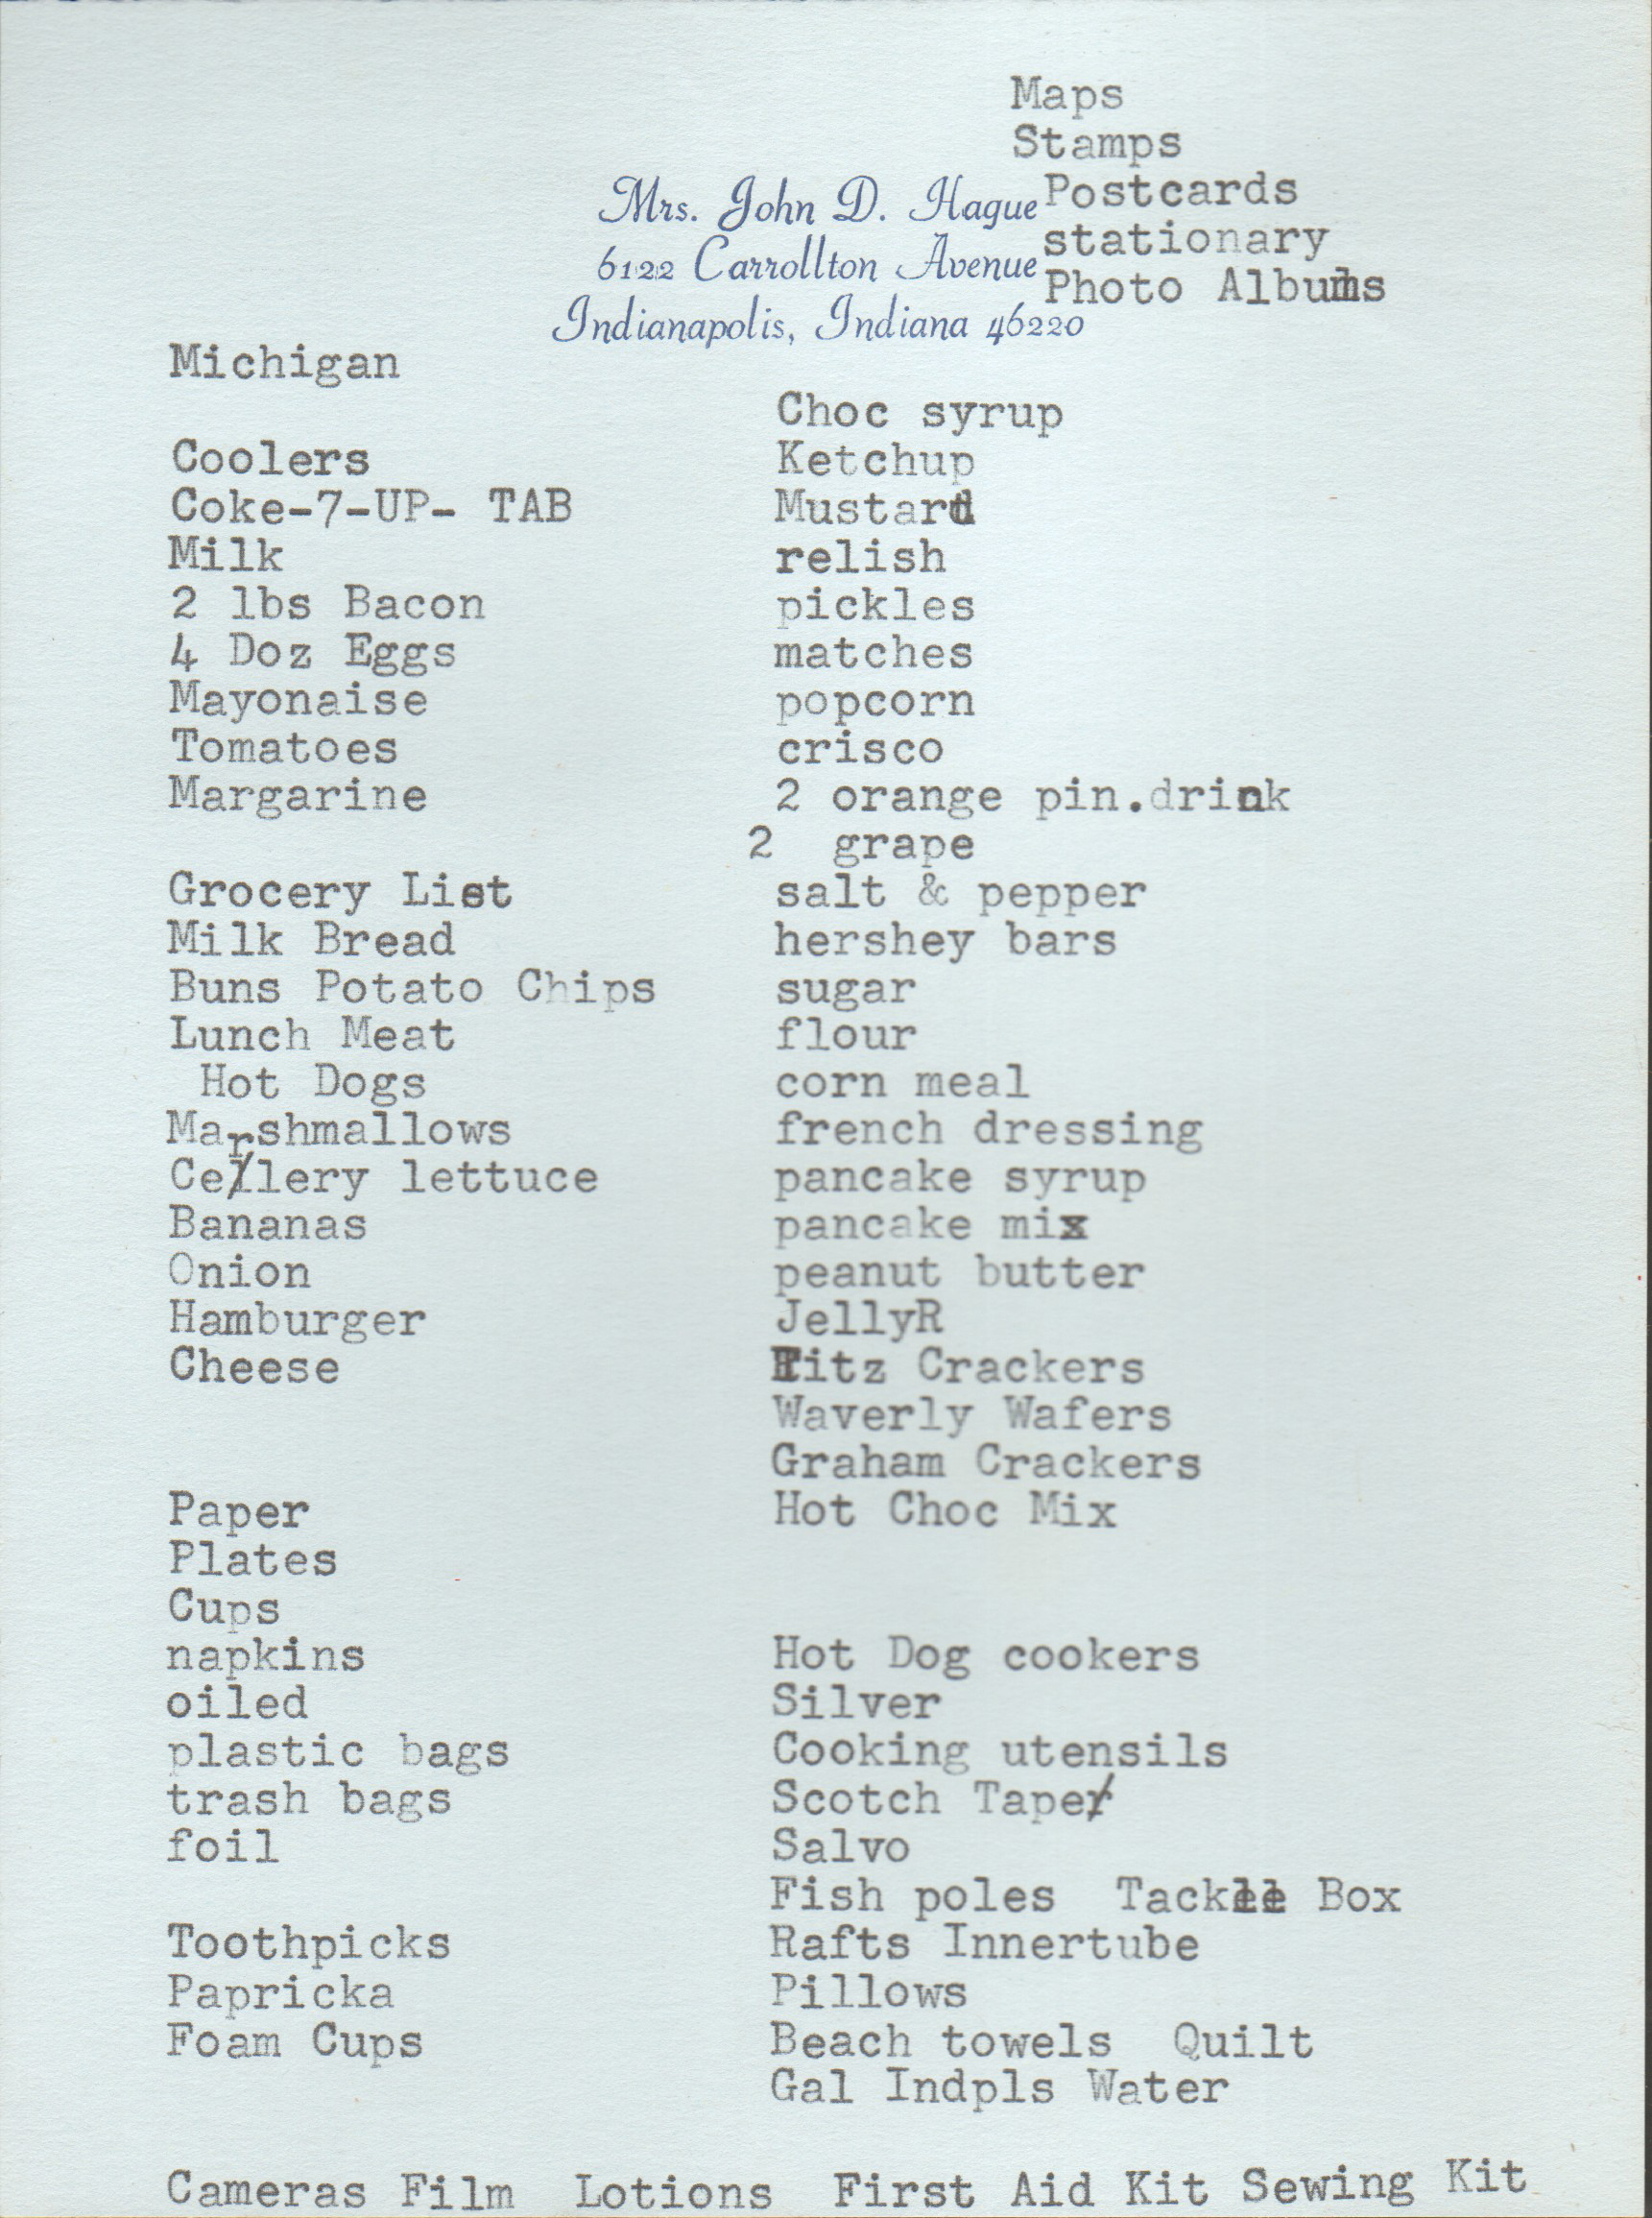 Maps
Stamps
Postcards
stationary
Photo Albums
Mrs. John D. Hague
6122 Carrollton Avenue
Indianapolis, Indiana 46220
Michigan
Coolers
Coke-7-UP- TAB
Milk
2 lbs Bacon
4 Doz Eggs
Mayonaise
Tomatoes
Margarine
Grocery List
Milk Bread
Buns Potato Chips
Lunch Meat
Hot Dogs
Marshmallows
Celery lettuce
Bananas
Onion
Hamburger
Cheese
Paper
Plates
Cups
napkins
oiled
plastic bags
trash bags
foil
Toothpicks
Papricka
Foam Cups
Choc syrup
Ketchup
Mustard
relish
pickles
matches
popcorn
crisco
2 orange pin.drink
2 grape
salt & pepper
hershey bars
sugar
flour
corn meal
french dressing
pancake syrup
pancake mix
peanut butter
JellyR
Ritz Crackers
Waverly Wafers
Graham Crackers
Hot Choc Mix
Hot Dog cookers
Silver
Cooking utensils
Scotch Tape
Salvo
Fish poles Tackle Box
Rafts Innertube
Pillows
Beach towels Quilt
Gal Indpls Water
Cameras Film Lotions First Aid Kit Sewing Kit